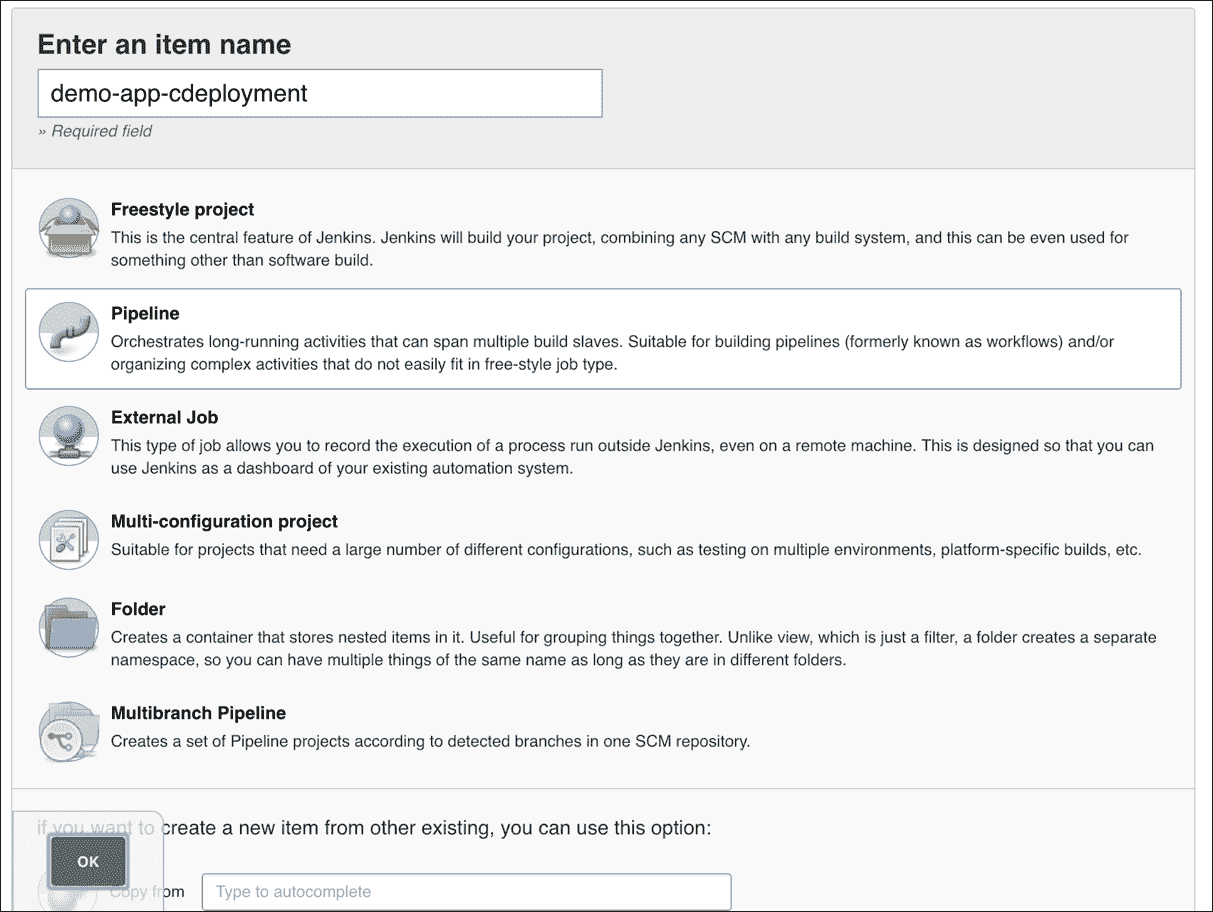 Enter an item name
demo-app-cdeployment
» Required field
Freestyle project
This is the central feature of Jenkins. Jenkins will build your project, combining any SCM with any build system, and this can be even used for
something other than software build.
Pipeline
Orchestrates long-running activities that can span multiple build slaves. Suitable for building pipelines (formerly known as workflows) and/or
organizing complex activities that do not easily fit in free-style job type.
External Job
This type of job allows you to record the execution of a process run outside Jenkins, even on a remote machine. This is designed so that you can
use Jenkins as a dashboard of your existing automation system.
Multi-configuration project
Suitable for projects that need a large number of different configurations, such as testing on multiple environments, platform-specific builds, etc.
Folder
Creates a container that stores nested items in it. Useful for grouping things together. Unlike view, which is just a filter, a folder creates a separate
namespace, so you can have multiple things of the same name as long as they are in different folders.
Multibranch Pipeline
Creates a set of Pipeline projects according to detected branches in one SCM repository.
if you want to create a new item from other existing, you can use this option:
OK
Copy from
Type to autocomplete